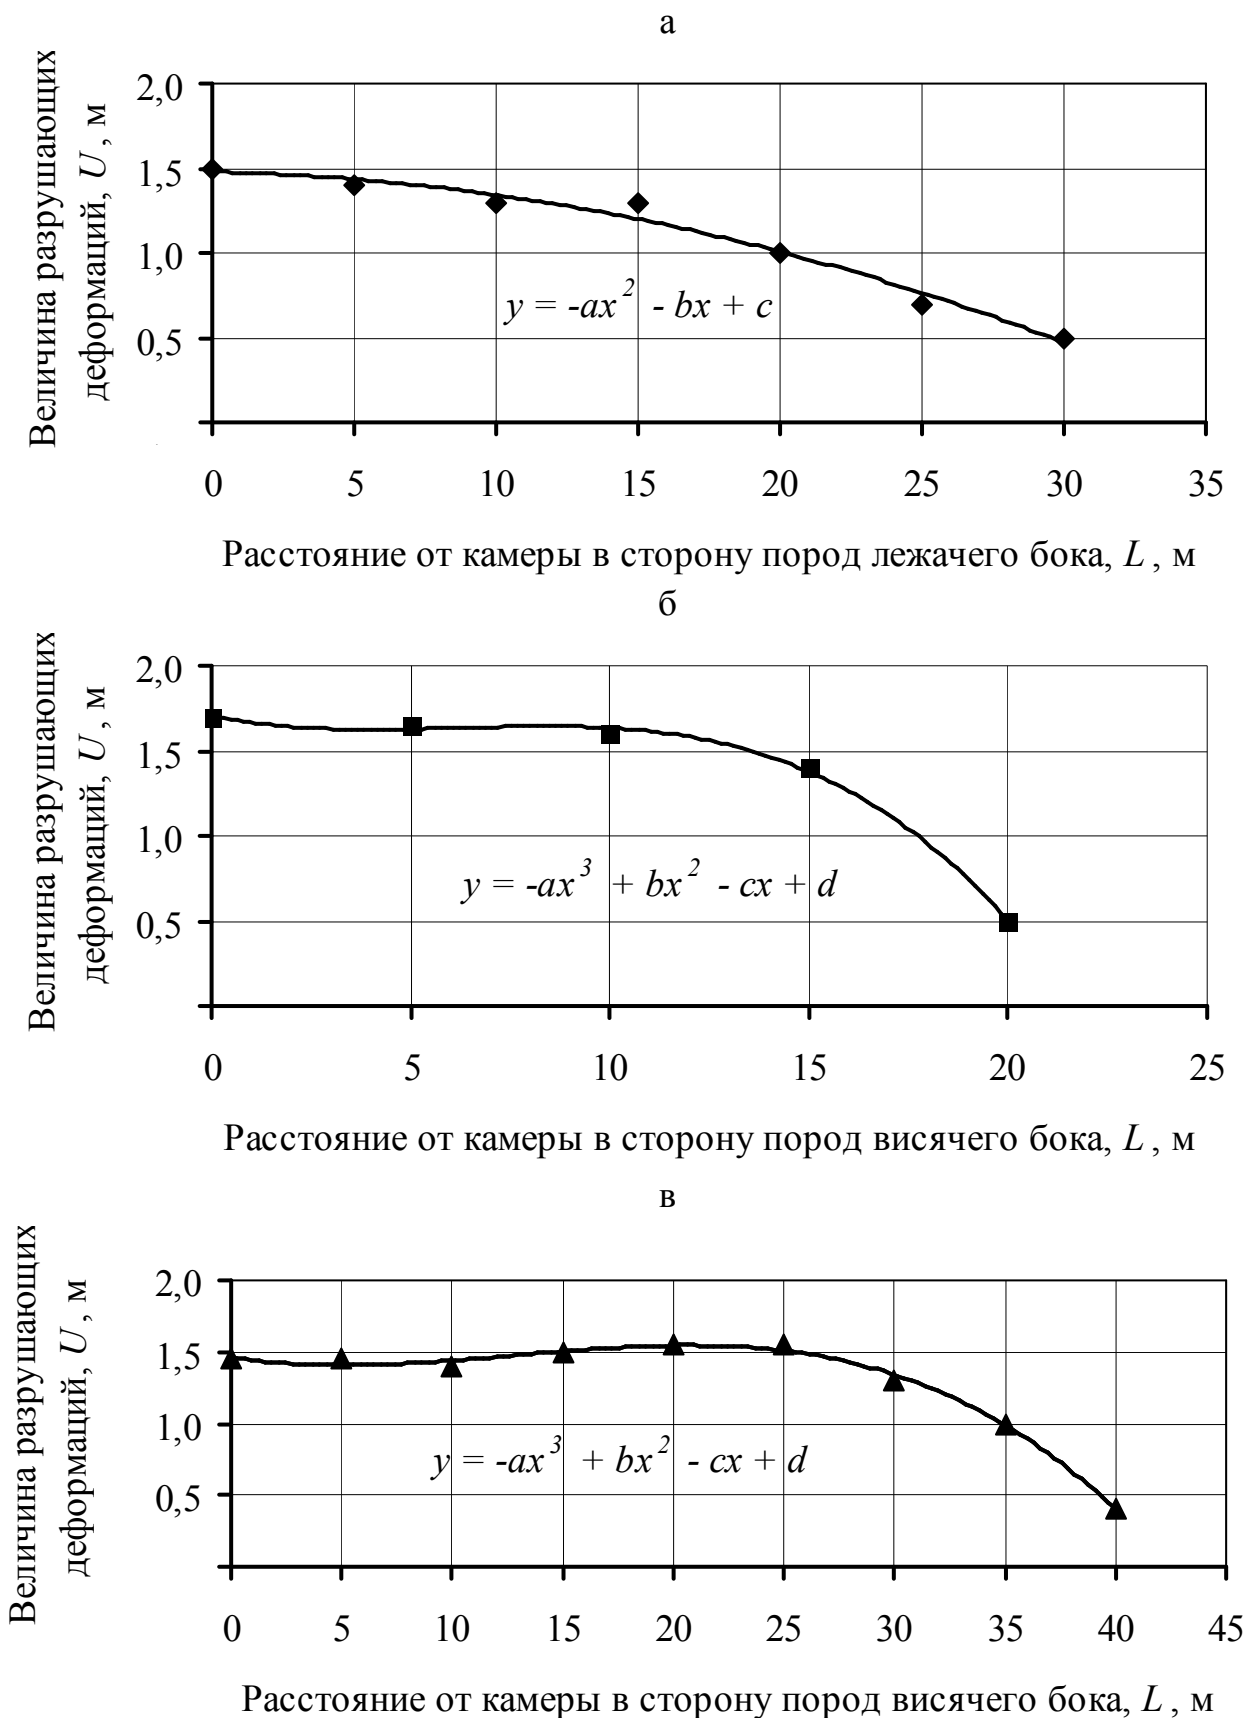 а
Величина разрушающих
деформаций, U , м
2,0
1,5
1,0
0,5
y = -ax² - bx + c
0 5 10 15 20 25 30 35
Расстояние от камеры в сторону пород лежачего бока, L , м
б
Величина разрушающих
деформаций, U , м
2,0
1,5
1,0
0,5
y = -ax³ + bx² - cx + d
0 5 10 15 20 25
Расстояние от камеры в сторону пород висячего бока, L , м
в
Величина разрушающих
деформаций, U , м
2,0
1,5
1,0
0,5
y = -ax³ + bx² - cx + d
0 5 10 15 20 25 30 35 40 45
Расстояние от камеры в сторону пород висячего бока, L , м